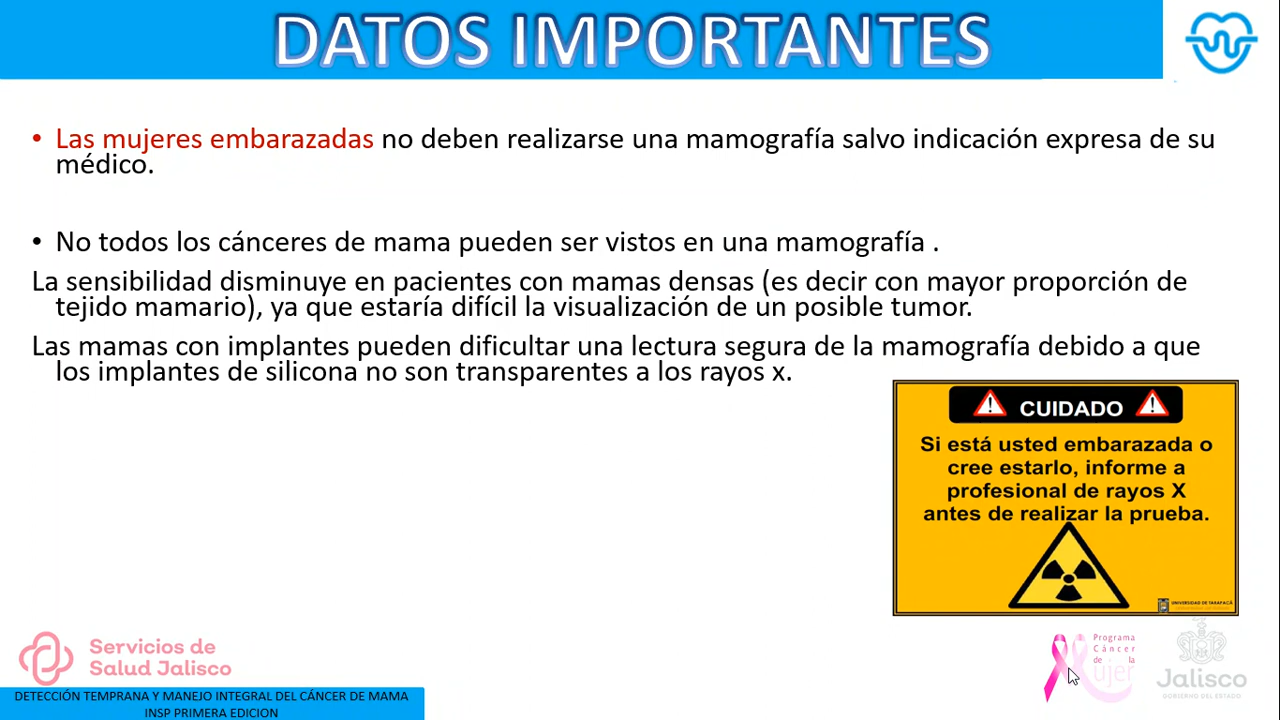 DATOS IMPORTANTES
• Las mujeres embarazadas no deben realizarse una mamografía salvo indicación expresa de su
médico.
• No todos los cánceres de mama pueden ser vistos en una mamografía .
La sensibilidad disminuye en pacientes con mamas densas (es decir con mayor proporción de
tejido mamario), ya que estaría difícil la visualización de un posible tumor.
Las mamas con implantes pueden dificultar una lectura segura de la mamografía debido a que
los implantes de silicona no son transparentes a los rayos x.
CUIDADO
Si está usted embarazada o
cree estarlo, informe a
profesional de rayos X
antes de realizar la prueba.
UNIVERSIDAD DE TARAPACÁ
Servicios de
Salud Jalisco
Programa
Cáncer
de la
Mujer
Jalisco
GOBIERNO DEL ESTADO
DETECCIÓN TEMPRANA Y MANEJO INTEGRAL DEL CÁNCER DE MAMA
INSP PRIMERA EDICION